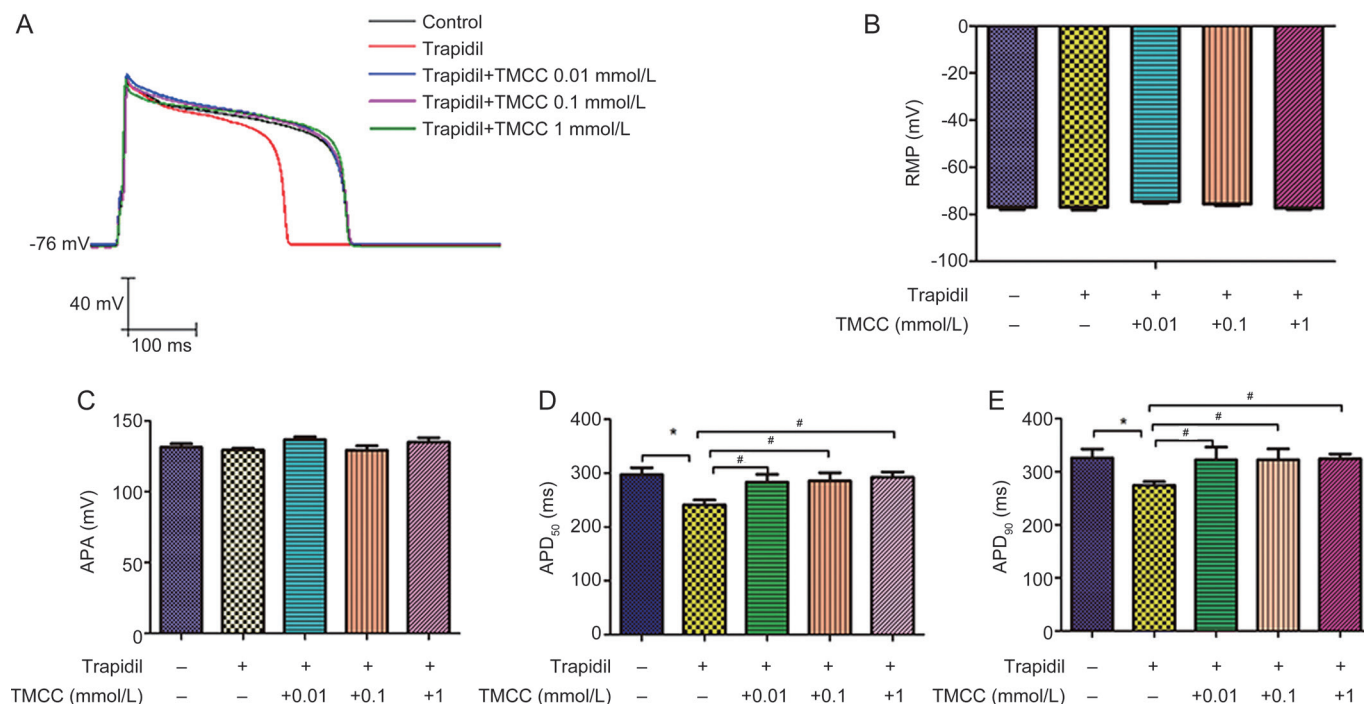 A
Control
Trapidil
Trapidil+TMCC 0.01 mmol/L
Trapidil+TMCC 0.1 mmol/L
Trapidil+TMCC 1 mmol/L
-76 mV
40 mV
100 ms
B
RMP (mV)
0
-20
-40
-60
-80
-100
Trapidil – + + + +
TMCC (mmol/L) – – +0.01 +0.1 +1
C
APA (mV)
150
100
50
0
Trapidil – + + + +
TMCC (mmol/L) – – +0.01 +0.1 +1
D
APD50 (ms)
400
300
200
100
0
* # # #
Trapidil – + + + +
TMCC (mmol/L) – – +0.01 +0.1 +1
E
APD90 (ms)
400
300
200
100
0
* # # #
Trapidil – + + + +
TMCC (mmol/L) – – +0.01 +0.1 +1